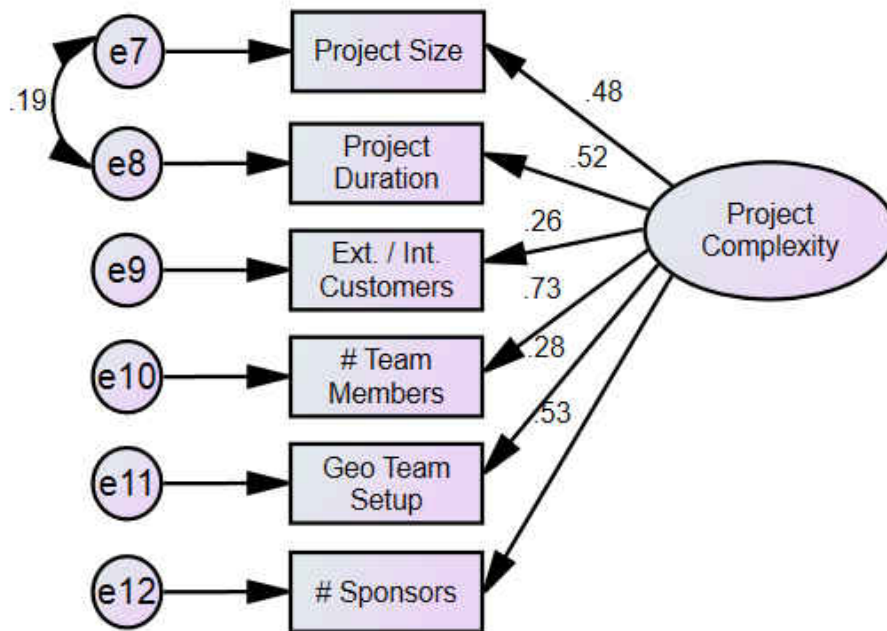 e7
Project Size
.48
.19
e8
Project
Duration
.52
Project
Complexity
e9
Ext. / Int.
Customers
.26
.73
e10
# Team
Members
.28
.53
e11
Geo Team
Setup
e12
# Sponsors